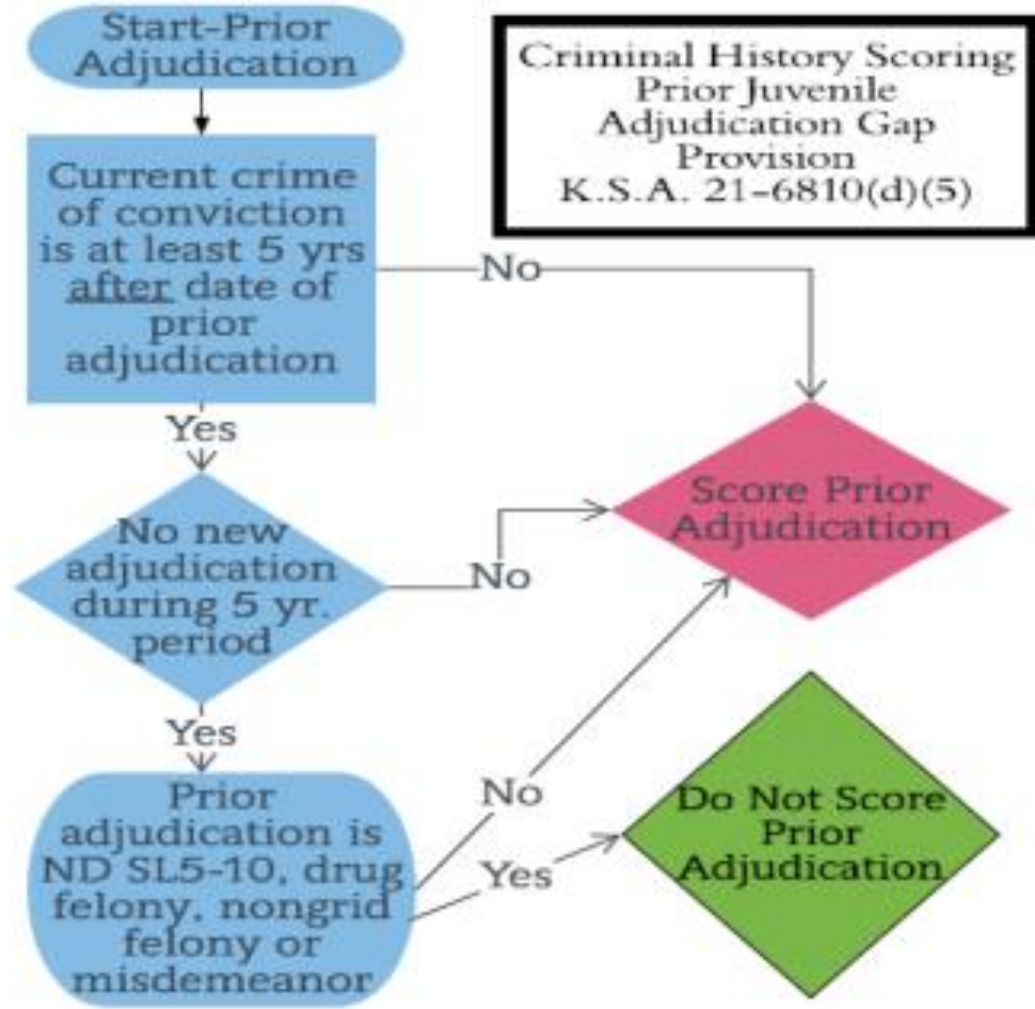 Start-Prior
Adjudication
Criminal History Scoring
Prior Juvenile
Adjudication Gap
Provision
K.S.A. 21-6810(d)(5)
Current crime
of conviction
is at least 5 yrs
after date of
prior
adjudication
No
Yes
No new
adjudication
during 5 yr.
period
No
Score Prior
Adjudication
Yes
Prior
adjudication is
ND SL5-10, drug
felony, nongrid
felony or
misdemeanor
No
Yes
Do Not Score
Prior
Adjudication